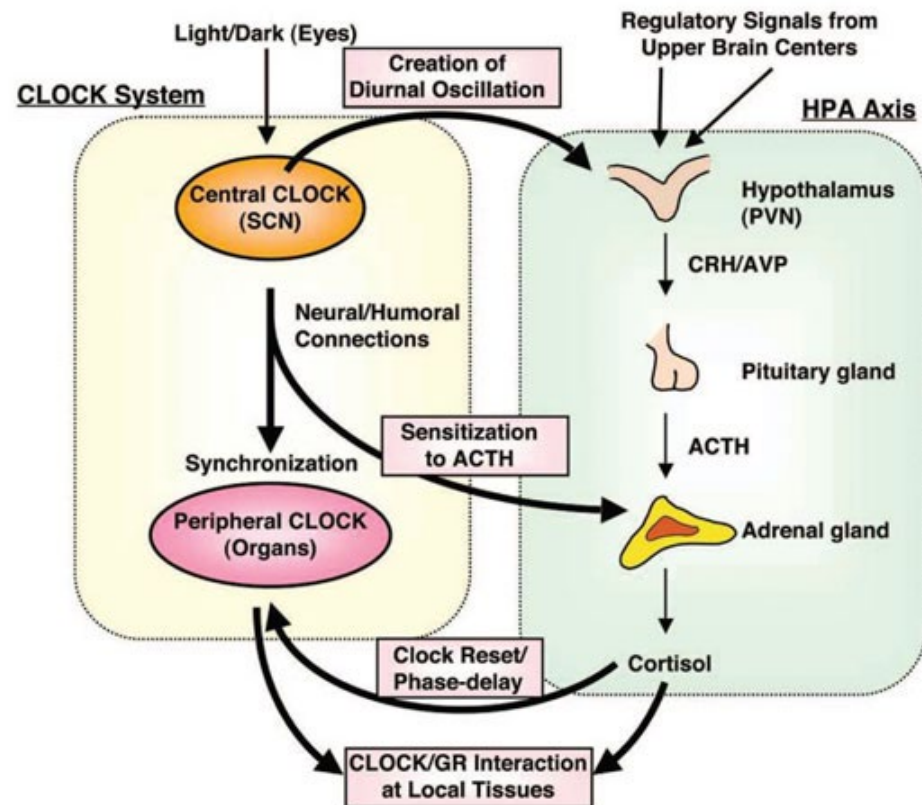 Light/Dark (Eyes)
Regulatory Signals from
Upper Brain Centers
Creation of
Diurnal Oscillation
CLOCK System
HPA Axis
Central CLOCK
(SCN)
Hypothalamus
(PVN)
CRH/AVP
Neural/Humoral
Connections
Pituitary gland
Sensitization
to ACTH
ACTH
Synchronization
Peripheral CLOCK
(Organs)
Adrenal gland
Clock Reset/
Phase-delay
Cortisol
CLOCK/GR Interaction
at Local Tissues